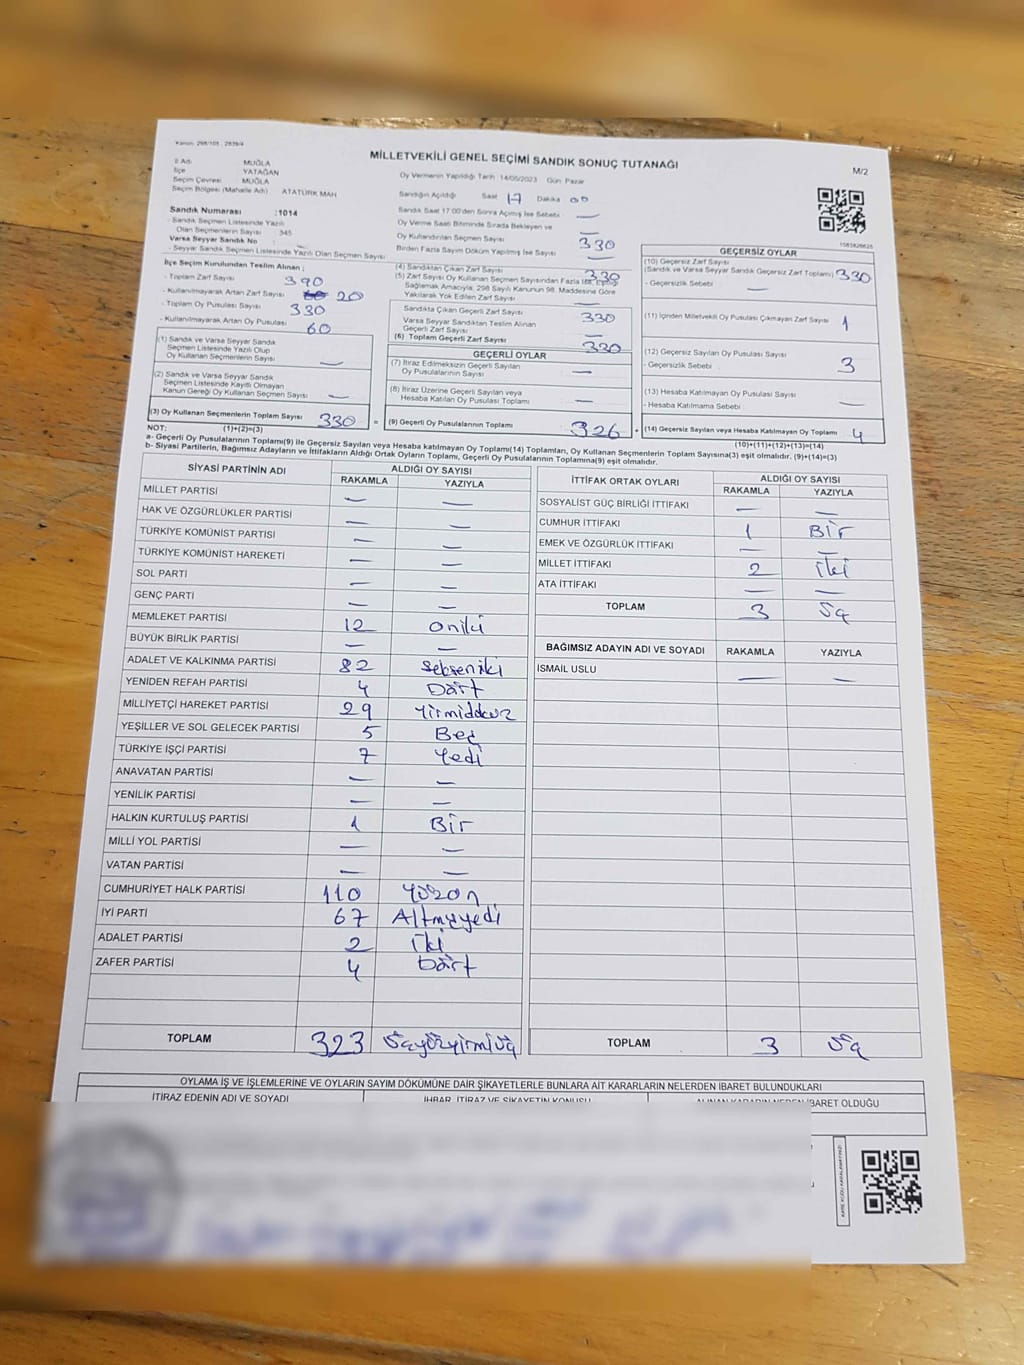 Kanun: 298/105 - 2839/4
MİLLETVEKİLİ GENEL SEÇİMİ SANDIK SONUÇ TUTANAĞI
M/2
İl Adı : MUĞLA
İlçe : YATAĞAN
Seçim Çevresi : MUĞLA
Seçim Bölgesi (Mahalle Adı) : ATATÜRK MAH
Oy Vermenin Yapıldığı Tarih : 14/05/2023 Gün: Pazar
Sandığın Açıldığı Saat 17 Dakika 00
Sandık Numarası :1014
- Sandık Seçmen Listesinde Yazılı
Olan Seçmenlerin Sayısı : 345
Varsa Seyyar Sandık No :
- Seyyar Sandık Seçmen Listesinde Yazılı Olan Seçmen Sayısı :
Sandık Saat 17:00'den Sonra Açılmış İse Sebebi : —
Oy Verme Saati Bitiminde Sırada Bekleyen ve
Oy Kullandırılan Seçmen Sayısı : —
330
Birden Fazla Sayım Döküm Yapılmış İse Sayısı : —
1583826625
İlçe Seçim Kurulundan Teslim Alınan ;
- Toplam Zarf Sayısı : 390
- Kullanılmayarak Artan Zarf Sayısı : 20
- Toplam Oy Pusulası Sayısı : 330
- Kullanılmayarak Artan Oy Pusulası : 60
(1) Sandık ve Varsa Seyyar Sandık
Seçmen Listesinde Yazılı Olup
Oy Kullanan Seçmenlerin Sayısı : —
(2) Sandık ve Varsa Seyyar Sandık
Seçmen Listesinde Kayıtlı Olmayan
Kanun Gereği Oy Kullanan Seçmen Sayısı : —
(3) Oy Kullanan Seçmenlerin Toplam Sayısı 330 =
NOT: (1)+(2)=(3)
(4) Sandıktan Çıkan Zarf Sayısı : 330
(5) Zarf Sayısı Oy Kullanan Seçmen Sayısından Fazla ise, Eşitliği
Sağlamak Amacıyla; 298 Sayılı Kanunun 98. Maddesine Göre
Yakılarak Yok Edilen Zarf Sayısı : —
Sandıkta Çıkan Geçerli Zarf Sayısı : 330
Varsa Seyyar Sandıktan Teslim Alınan
Geçerli Zarf Sayısı : —
(6) Toplam Geçerli Zarf Sayısı : 330
GEÇERLİ OYLAR
(7) İtiraz Edilmeksizin Geçerli Sayılan
Oy Pusulalarının Sayısı : —
(8) İtiraz Üzerine Geçerli Sayılan veya
Hesaba Katılan Oy Pusulası Toplamı : —
(9) Geçerli Oy Pusulalarının Toplamı 326 +
GEÇERSİZ OYLAR
(10) Geçersiz Zarf Sayısı
(Sandık ve Varsa Seyyar Sandık Geçersiz Zarf Toplamı) 330
- Geçersizlik Sebebi : —
(11) İçinden Milletvekili Oy Pusulası Çıkmayan Zarf Sayısı 1
(12) Geçersiz Sayılan Oy Pusulası Sayısı : 3
- Geçersizlik Sebebi :
(13) Hesaba Katılmayan Oy Pusulası Sayısı : —
- Hesaba Katılmama Sebebi :
(14) Geçersiz Sayılan veya Hesaba Katılmayan Oy Toplamı 4
(10)+(11)+(12)+(13)=(14)
a- Geçerli Oy Pusulalarının Toplamı(9) ile Geçersiz Sayılan veya Hesaba katılmayan Oy Toplamı(14) Toplamları, Oy Kullanan Seçmenlerin Toplam Sayısına(3) eşit olmalıdır. (9)+(14)=(3)
b- Siyasi Partilerin, Bağımsız Adayların ve İttifakların Aldığı Ortak Oyların Toplamı, Geçerli Oy Pusulalarının Toplamına(9) eşit olmalıdır.
SİYASİ PARTİNİN ADI ALDIĞI OY SAYISI
RAKAMLA YAZIYLA
MİLLET PARTİSİ — —
HAK VE ÖZGÜRLÜKLER PARTİSİ — —
TÜRKİYE KOMÜNİST PARTİSİ — —
TÜRKİYE KOMÜNİST HAREKETİ — —
SOL PARTİ — —
GENÇ PARTİ — —
MEMLEKET PARTİSİ 12 oniki
BÜYÜK BİRLİK PARTİSİ — —
ADALET VE KALKINMA PARTİSİ 82 sekseniki
YENİDEN REFAH PARTİSİ 4 Dört
MİLLİYETÇİ HAREKET PARTİSİ 29 Yirmidokuz
YEŞİLLER VE SOL GELECEK PARTİSİ 5 Beş
TÜRKİYE İŞÇİ PARTİSİ 7 Yedi
ANAVATAN PARTİSİ — —
YENİLİK PARTİSİ — —
HALKIN KURTULUŞ PARTİSİ 1 Bir
MİLLİ YOL PARTİSİ — —
VATAN PARTİSİ — —
CUMHURİYET HALK PARTİSİ 110 Yüzon
İYİ PARTİ 67 Altmışyedi
ADALET PARTİSİ 2 iki
ZAFER PARTİSİ 4 Dört
TOPLAM 323 üçyüzyirmiüç
İTTİFAK ORTAK OYLARI ALDIĞI OY SAYISI
RAKAMLA YAZIYLA
SOSYALİST GÜÇ BİRLİĞİ İTTİFAKI — —
CUMHUR İTTİFAKI 1 Bir
EMEK VE ÖZGÜRLÜK İTTİFAKI — —
MİLLET İTTİFAKI 2 iki
ATA İTTİFAKI — —
TOPLAM 3 üç
BAĞIMSIZ ADAYIN ADI VE SOYADI RAKAMLA YAZIYLA
İSMAİL USLU — —
TOPLAM 3 üç
OYLAMA İŞ VE İŞLEMLERİNE VE OYLARIN SAYIM DÖKÜMÜNE DAİR ŞİKAYETLERLE BUNLARA AİT KARARLARIN NELERDEN İBARET BULUNDUKLARI
İTİRAZ EDENİN ADI VE SOYADI İHBAR, İTİRAZ VE ŞİKAYETİN KONUSU ALINAN KARARIN NEDEN İBARET OLDUĞU